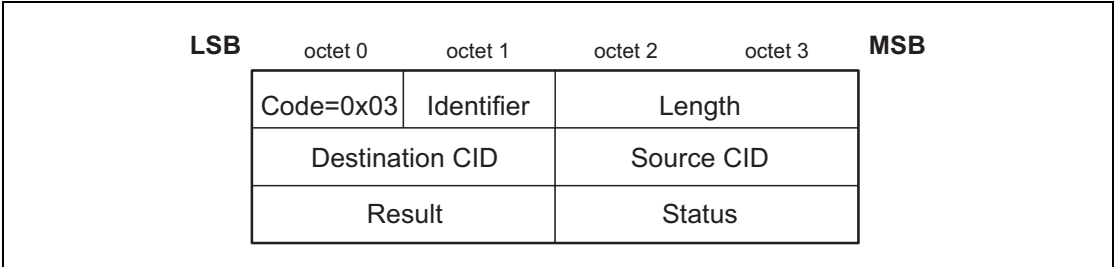 LSB octet 0 octet 1 octet 2 octet 3 MSB
Code=0x03 Identifier Length
Destination CID Source CID
Result Status